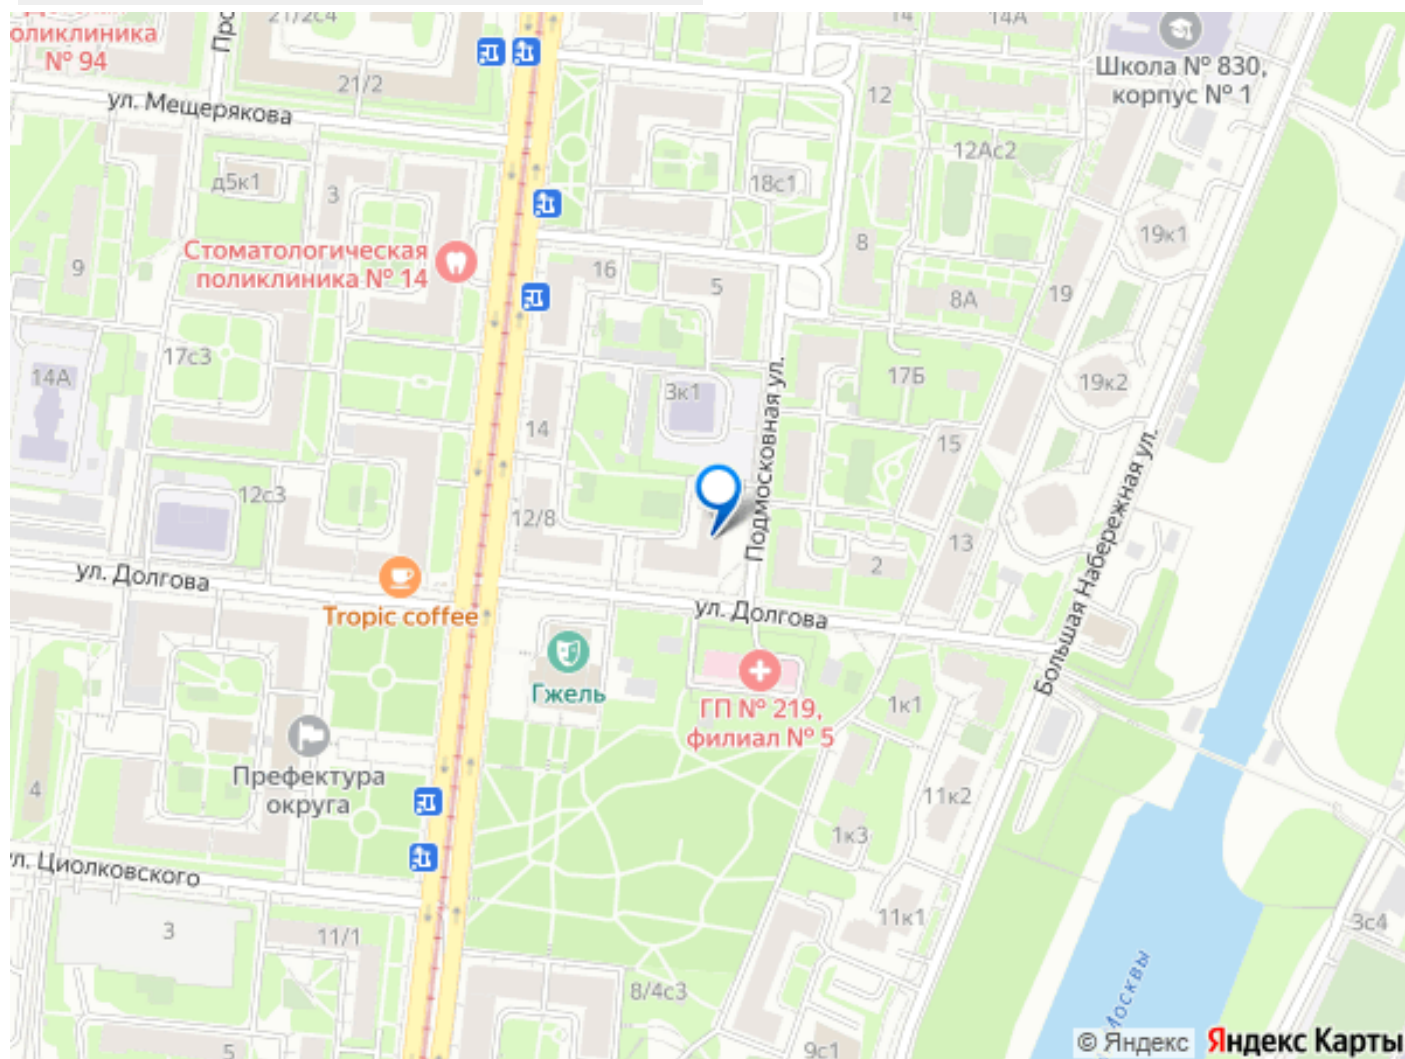 21/2с4
14
14А
оликлиника
№ 94
Про
Школа № 830,
корпус № 1
21/2
12
ул. Мещерякова
12Ас2
д5к1
3
18с1
19к1
Стоматологическая
поликлиника № 14
9
16
5
8
8А
19
17с3
14А
3к1
Подмосковная ул.
17Б
19к2
14
15
12с3
12/8
13
2
Большая Набережная ул.
ул. Долгова
Tropic coffee
ул. Долгова
Гжель
ГП № 219,
филиал № 5
1к1
Префектура
округа
4
11к2
1к3
ул. Циолковского
3
11/1
11к1
3с4
8/4с3
Москвы
5
9с1
© Яндекс Яндекс Карты